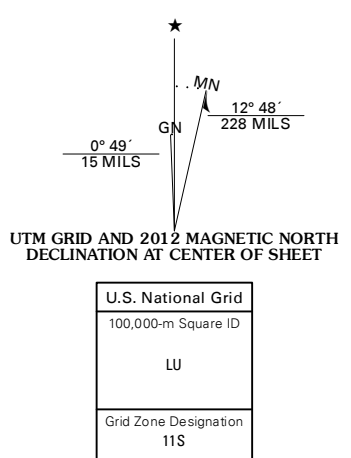 ★
MN
12° 48´
228 MILS
GN
0° 49´
15 MILS
UTM GRID AND 2012 MAGNETIC NORTH
DECLINATION AT CENTER OF SHEET
U.S. National Grid
100,000-m Square ID
LU
Grid Zone Designation
11S